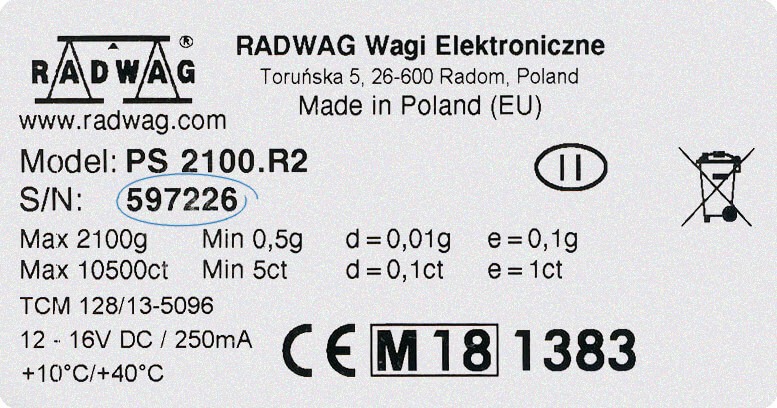 RADWAG®
www.radwag.com
RADWAG Wagi Elektroniczne
Toruńska 5, 26-600 Radom, Poland
Made in Poland (EU)
Model: PS 2100.R2
II
S/N: 597226
Max 2100g Min 0,5g d=0,01g e=0,1g
Max 10500ct Min 5ct d=0,1ct e=1ct
TCM 128/13-5096
12 - 16V DC / 250mA
+10°C/+40°C
CE M 18 1383